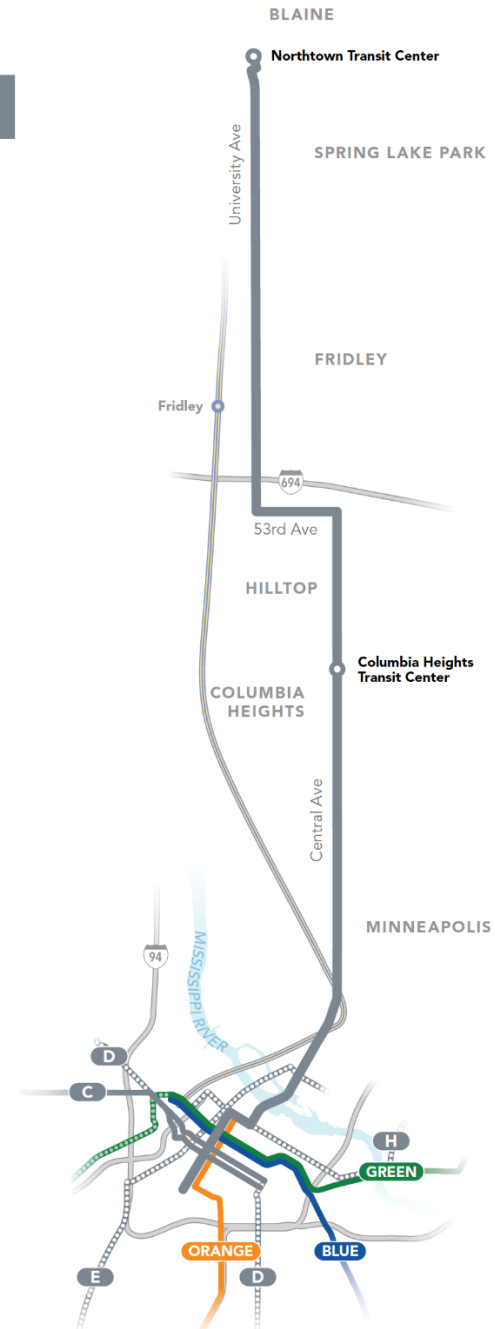 BLAINE
Northtown Transit Center
University Ave
SPRING LAKE PARK
FRIDLEY
Fridley
694
53rd Ave
HILLTOP
Columbia Heights
Transit Center
COLUMBIA
HEIGHTS
Central Ave
MINNEAPOLIS
94
MISSISSIPPI RIVER
D
C
H
GREEN
ORANGE
BLUE
E
D